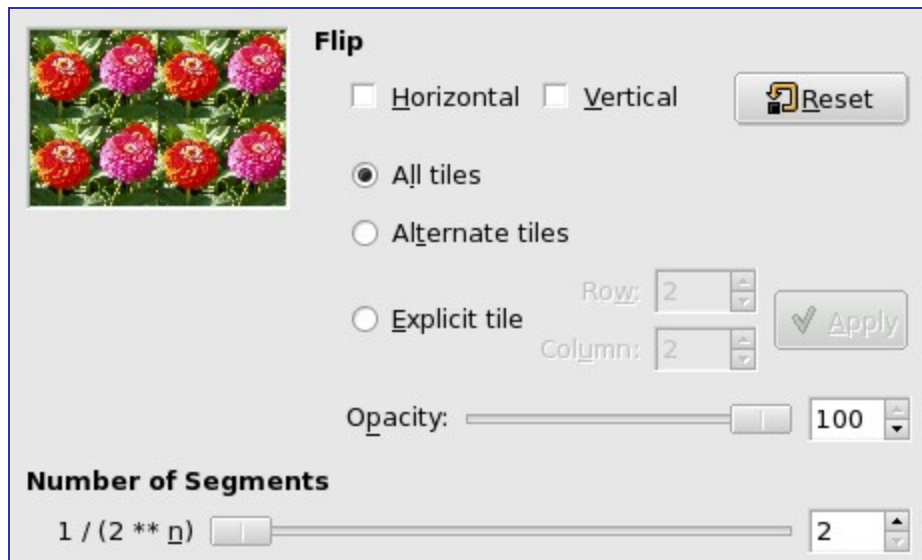 Flip
Horizontal Vertical Reset
All tiles
Alternate tiles
Row: 2
Explicit tile Apply
Column: 2
Opacity: 100
Number of Segments
1 / (2 ** n) 2